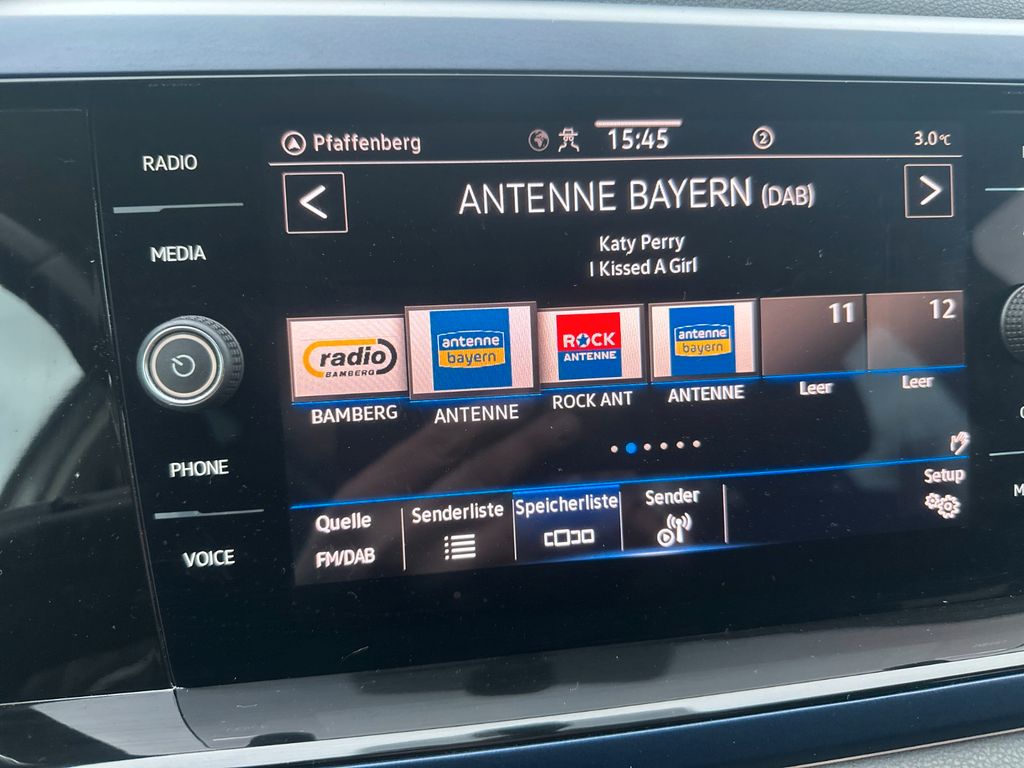 RADIO
MEDIA
PHONE
VOICE
Pfaffenberg 15:45 2 3.0°C
< ANTENNE BAYERN (DAB) >
Katy Perry
I Kissed A Girl
radio
BAMBERG
antenne
bayern
ROCK
ANTENNE
antenne
bayern
11
12
BAMBERG ANTENNE ROCK ANT ANTENNE Leer Leer
Setup
Quelle Senderliste Speicherliste Sender
FM/DAB